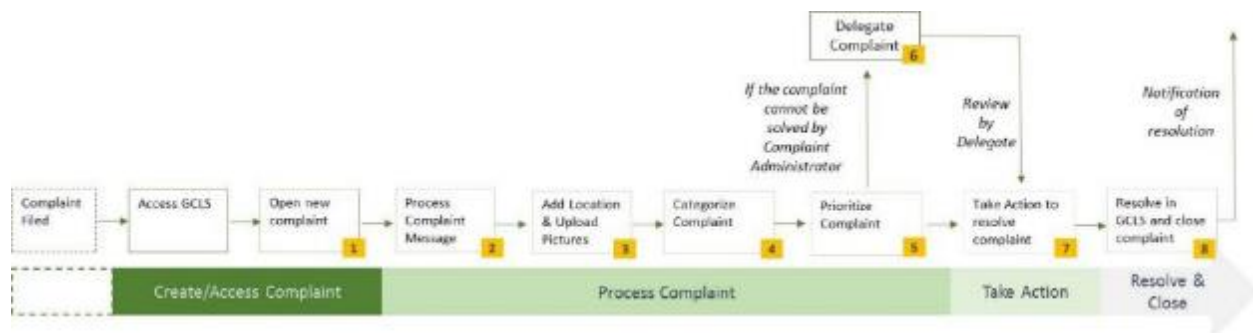 Delegate
Complaint
6
If the complaint
cannot be
solved by
Complaint
Administrator
Review
by
Delegate
Notification
of
resolution
Complaint
Filed
Access GCLS
Open new
complaint
1
Process
Complaint
Message
2
Add Location
& Upload
Pictures
3
Categorize
Complaint
4
Prioritize
Complaint
5
Take Action to
resolve
complaint
7
Resolve in
GCLS and close
complaint
8
Create/Access Complaint
Process Complaint
Take Action
Resolve &
Close